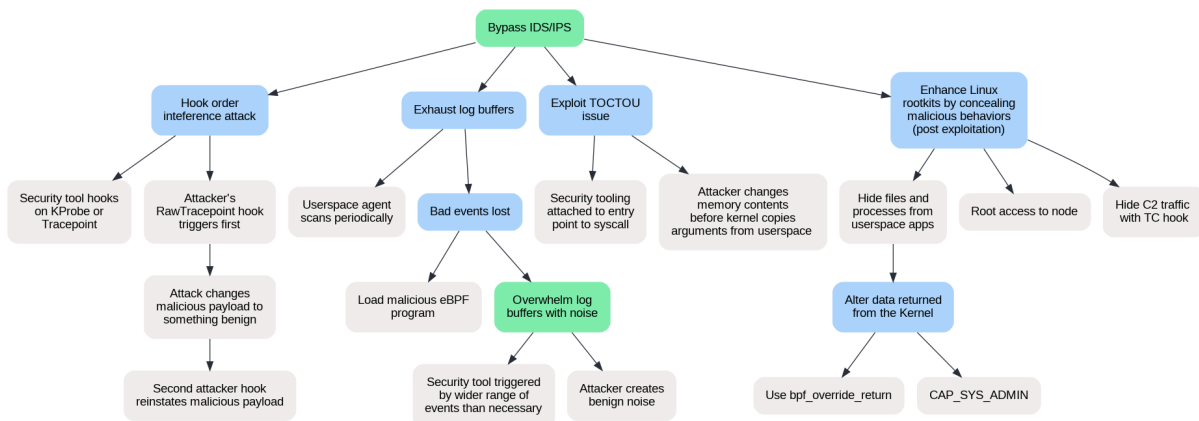 Bypass IDS/IPS
Hook order
inteference attack
Exhaust log buffers
Exploit TOCTOU
issue
Enhance Linux
rootkits by concealing
malicious behaviors
(post exploitation)
Security tool hooks
on KProbe or
Tracepoint
Attacker's
RawTracepoint hook
triggers first
Userspace agent
scans periodically
Bad events lost
Security tooling
attached to entry
point to syscall
Attacker changes
memory contents
before kernel copies
arguments from userspace
Hide files and
processes from
userspace apps
Root access to node
Hide C2 traffic
with TC hook
Attack changes
malicious payload to
something benign
Load malicious eBPF
program
Overwhelm log
buffers with noise
Alter data returned
from the Kernel
Second attacker hook
reinstates malicious payload
Security tool triggered
by wider range of
events than necessary
Attacker creates
benign noise
Use bpf_override_return
CAP_SYS_ADMIN